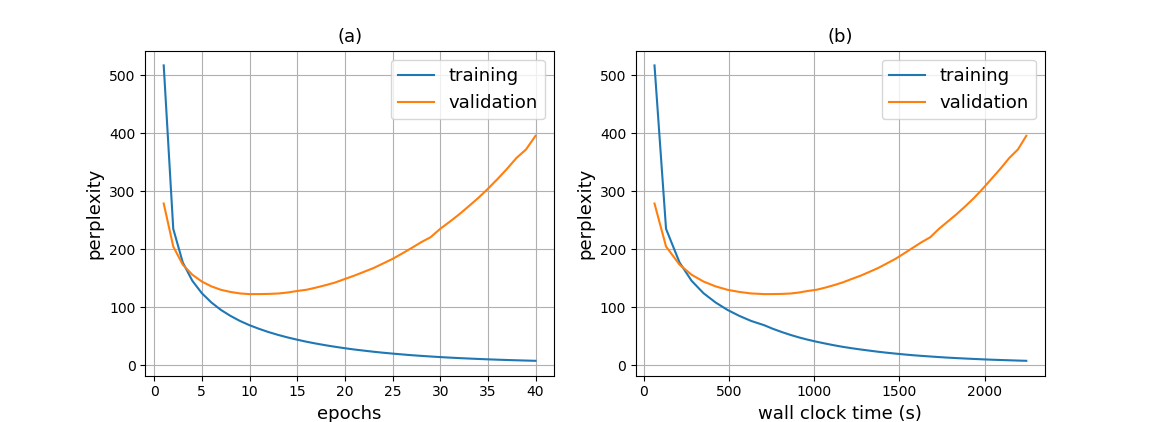 (a)
perplexity
500
400
300
200
100
0
training
validation
0 5 10 15 20 25 30 35 40
epochs
(b)
perplexity
500
400
300
200
100
0
training
validation
0 500 1000 1500 2000
wall clock time (s)